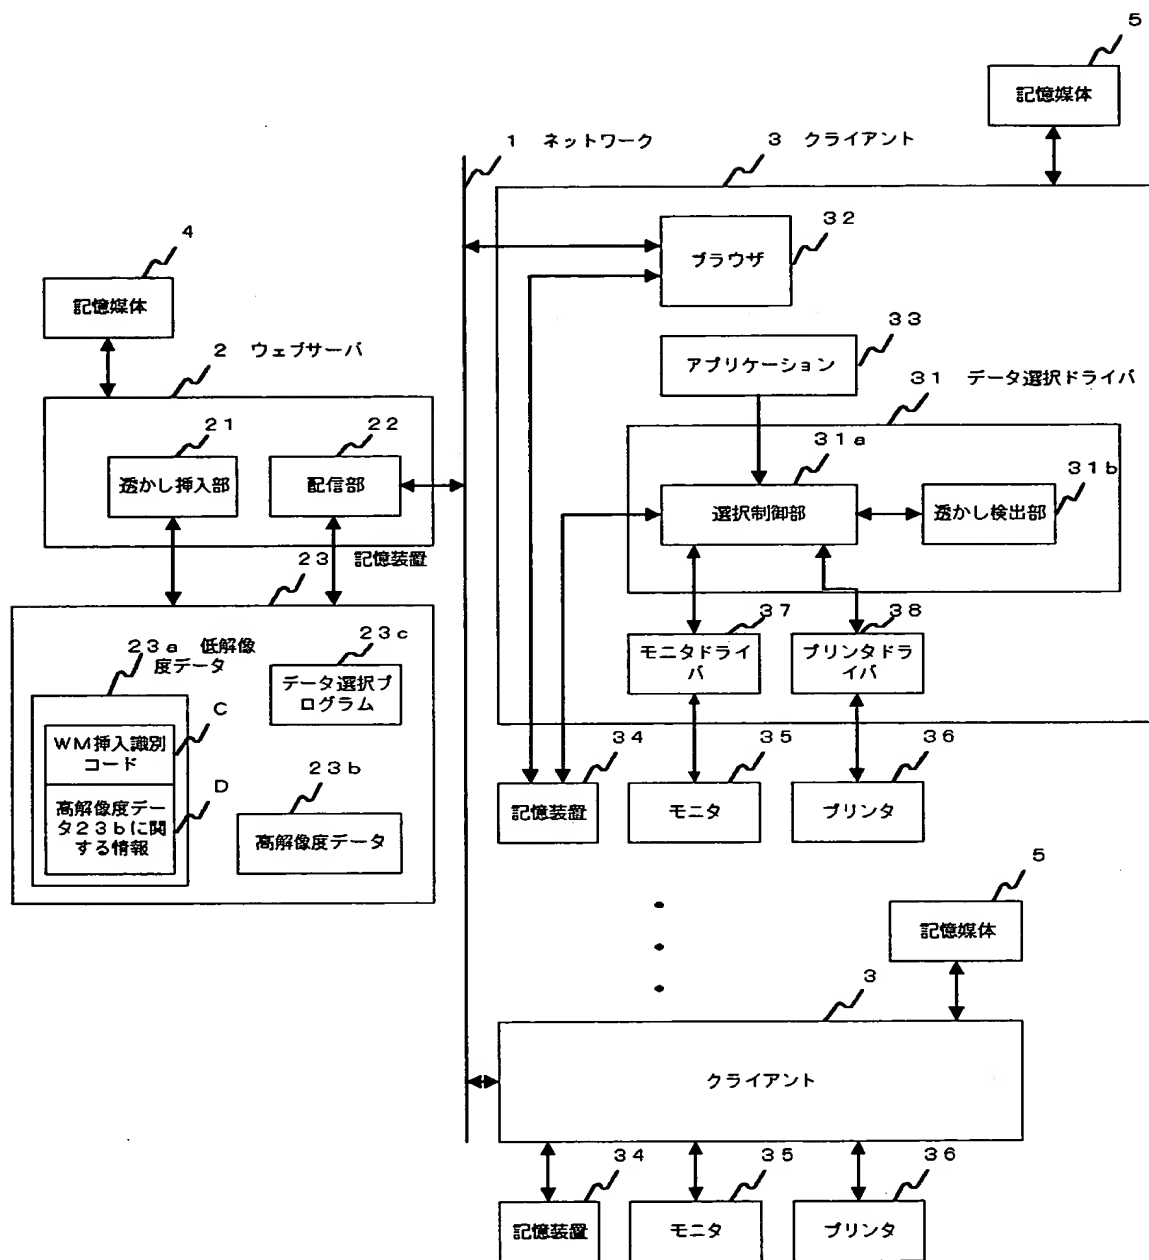 5
記憶媒体
1 ネットワーク
3 クライアント
32
ブラウザ
4
記憶媒体
33
アプリケーション
2 ウェブサーバ
31 データ選択ドライバ
21
22
31a
31b
透かし挿入部
配信部
選択制御部
透かし検出部
23 記憶装置
37
38
23a 低解像
度データ
23c
モニタドライ
バ
プリンタドラ
イバ
データ選択プ
ログラム
C
WM挿入識別
コード
34
35
36
23b
D
高解像度デー
タ23bに関
する情報
高解像度データ
記憶装置
モニタ
プリンタ
5
記憶媒体
3
クライアント
34
35
36
記憶装置
モニタ
プリンタ